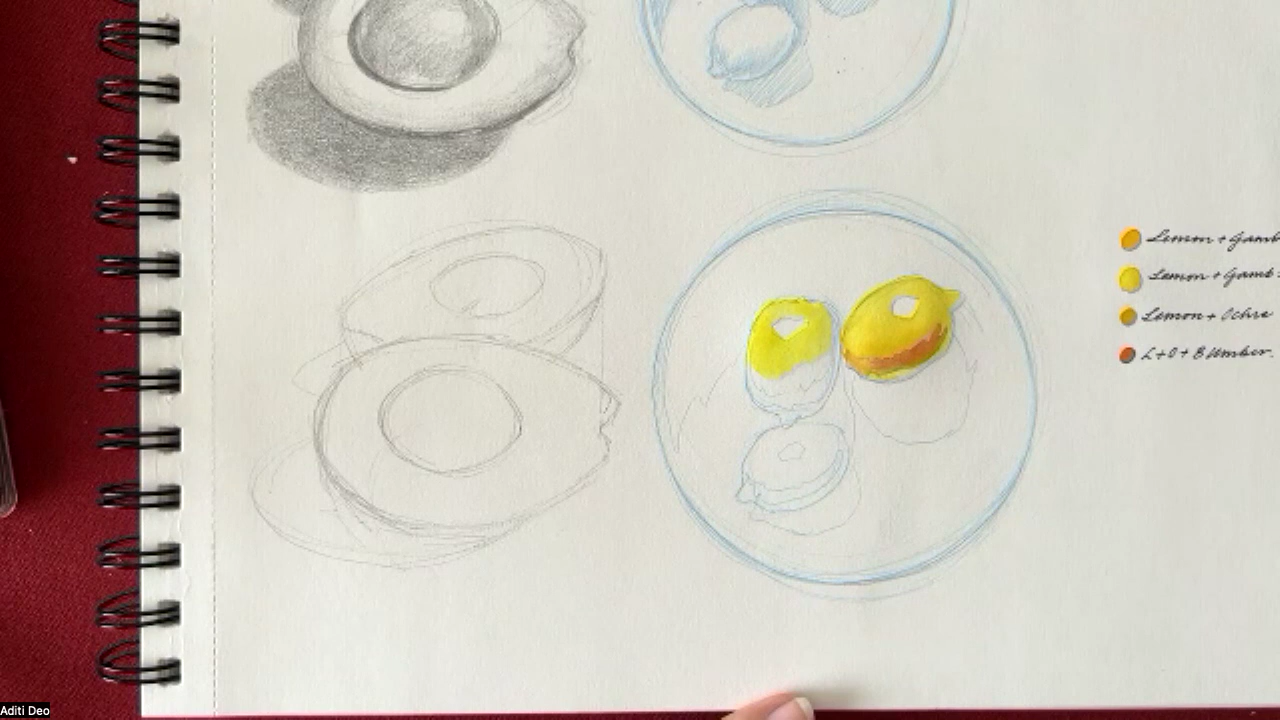 Lemon + Gamb
Lemon + Gamb.
Lemon + Ochre
L+O+B Umber.
Aditi Deo